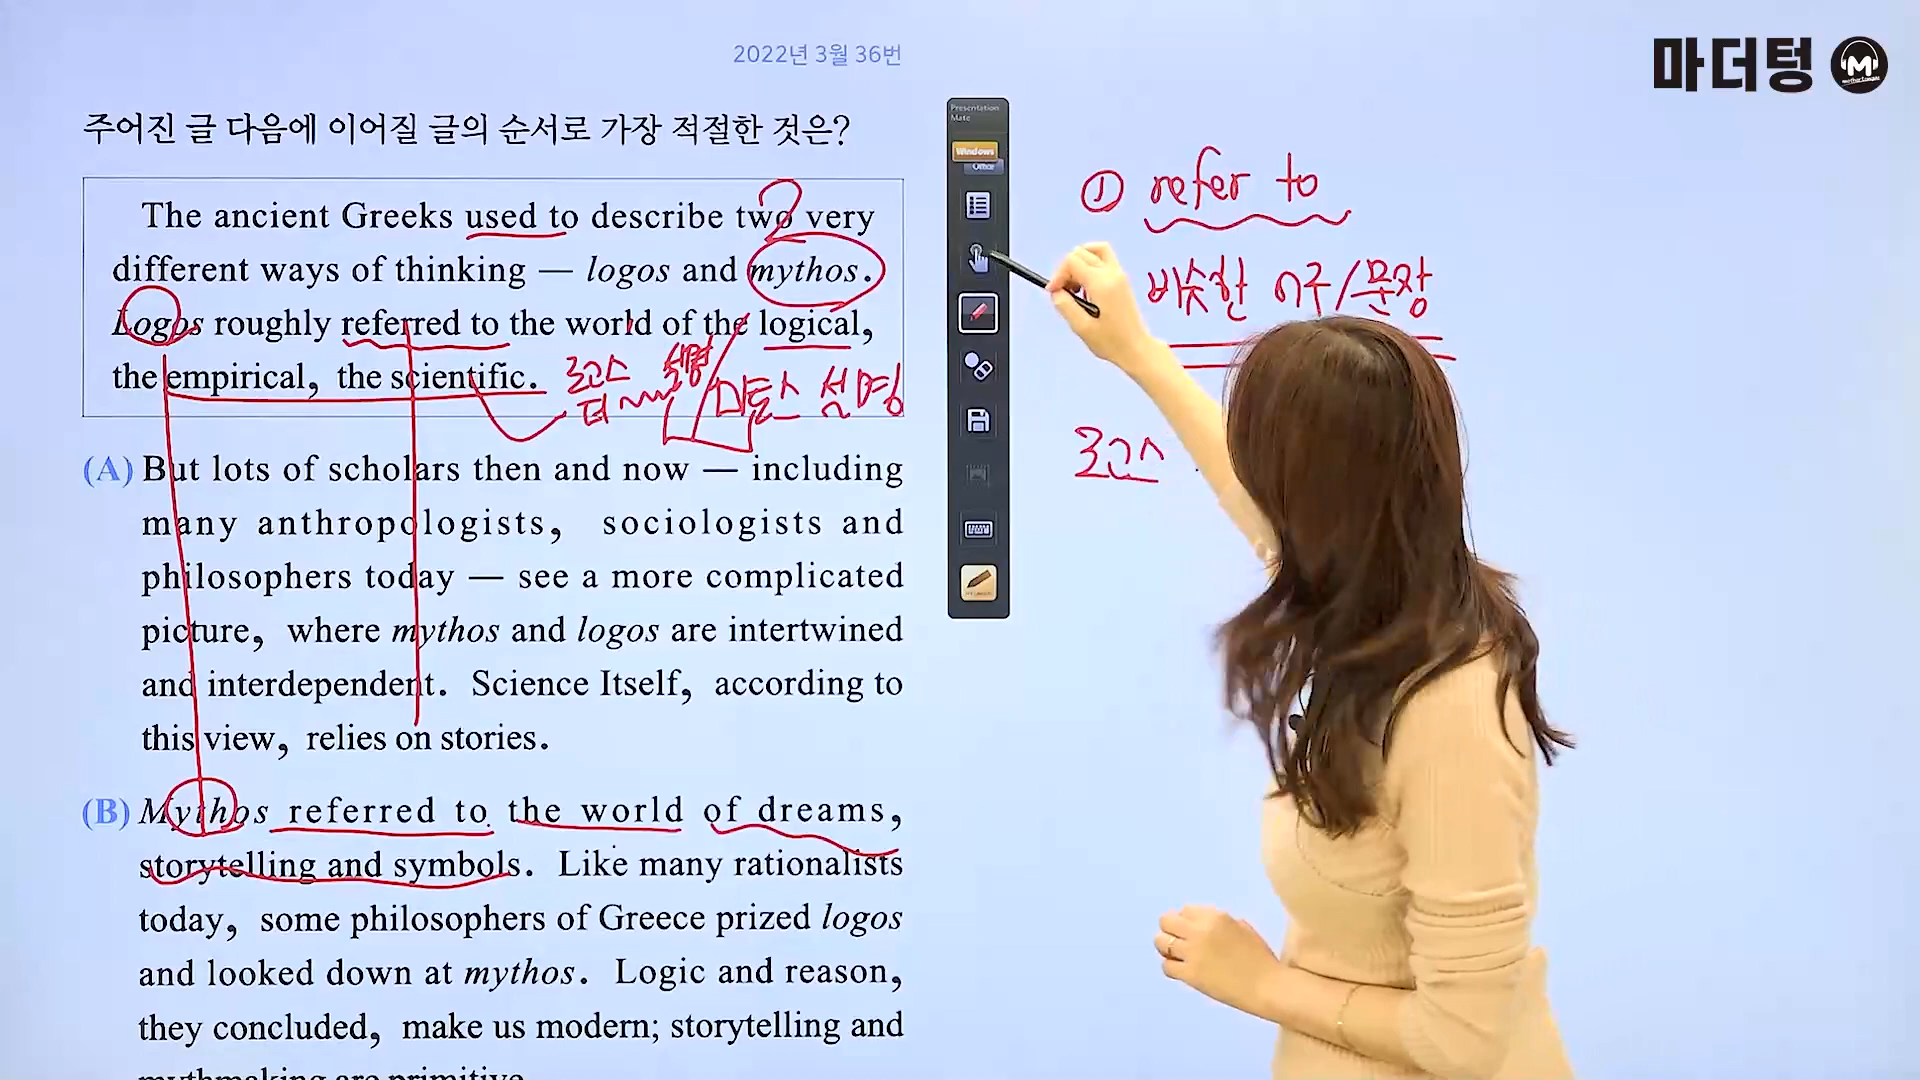 2022년 3월 36번
마더텅
주어진 글 다음에 이어질 글의 순서로 가장 적절한 것은?
The ancient Greeks used to describe two very
different ways of thinking — logos and mythos.
Logos roughly referred to the world of the logical,
the empirical, the scientific.
2
로고스 설명
더
미토스 설명
(A) But lots of scholars then and now — including
many anthropologists, sociologists and
philosophers today — see a more complicated
picture, where mythos and logos are intertwined
and interdependent. Science Itself, according to
this view, relies on stories.
(B) Mythos referred to the world of dreams,
storytelling and symbols. Like many rationalists
today, some philosophers of Greece prized logos
and looked down at mythos. Logic and reason,
they concluded, make us modern; storytelling and
mythmaking are primitive.
Presentation
Mate
Windows
① refer to
비슷한 어구/문장
로고스